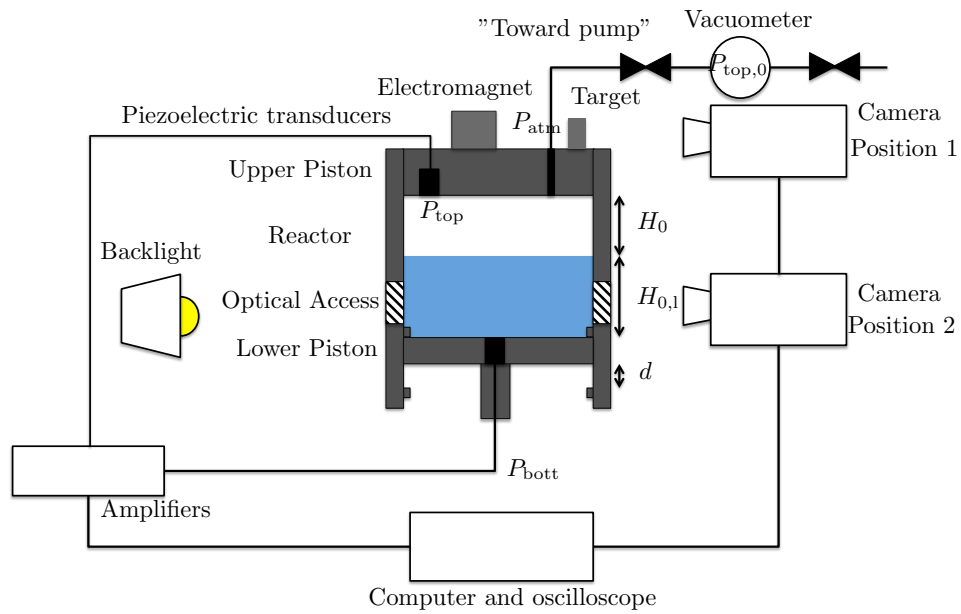 "Toward pump"
Vacuometer
P_top,0
Electromagnet
Target
Piezoelectric transducers
P_atm
Camera
Position 1
Upper Piston
P_top
H_0
Reactor
Backlight
Optical Access
H_0,l
Camera
Position 2
Lower Piston
d
P_bott
Amplifiers
Computer and oscilloscope